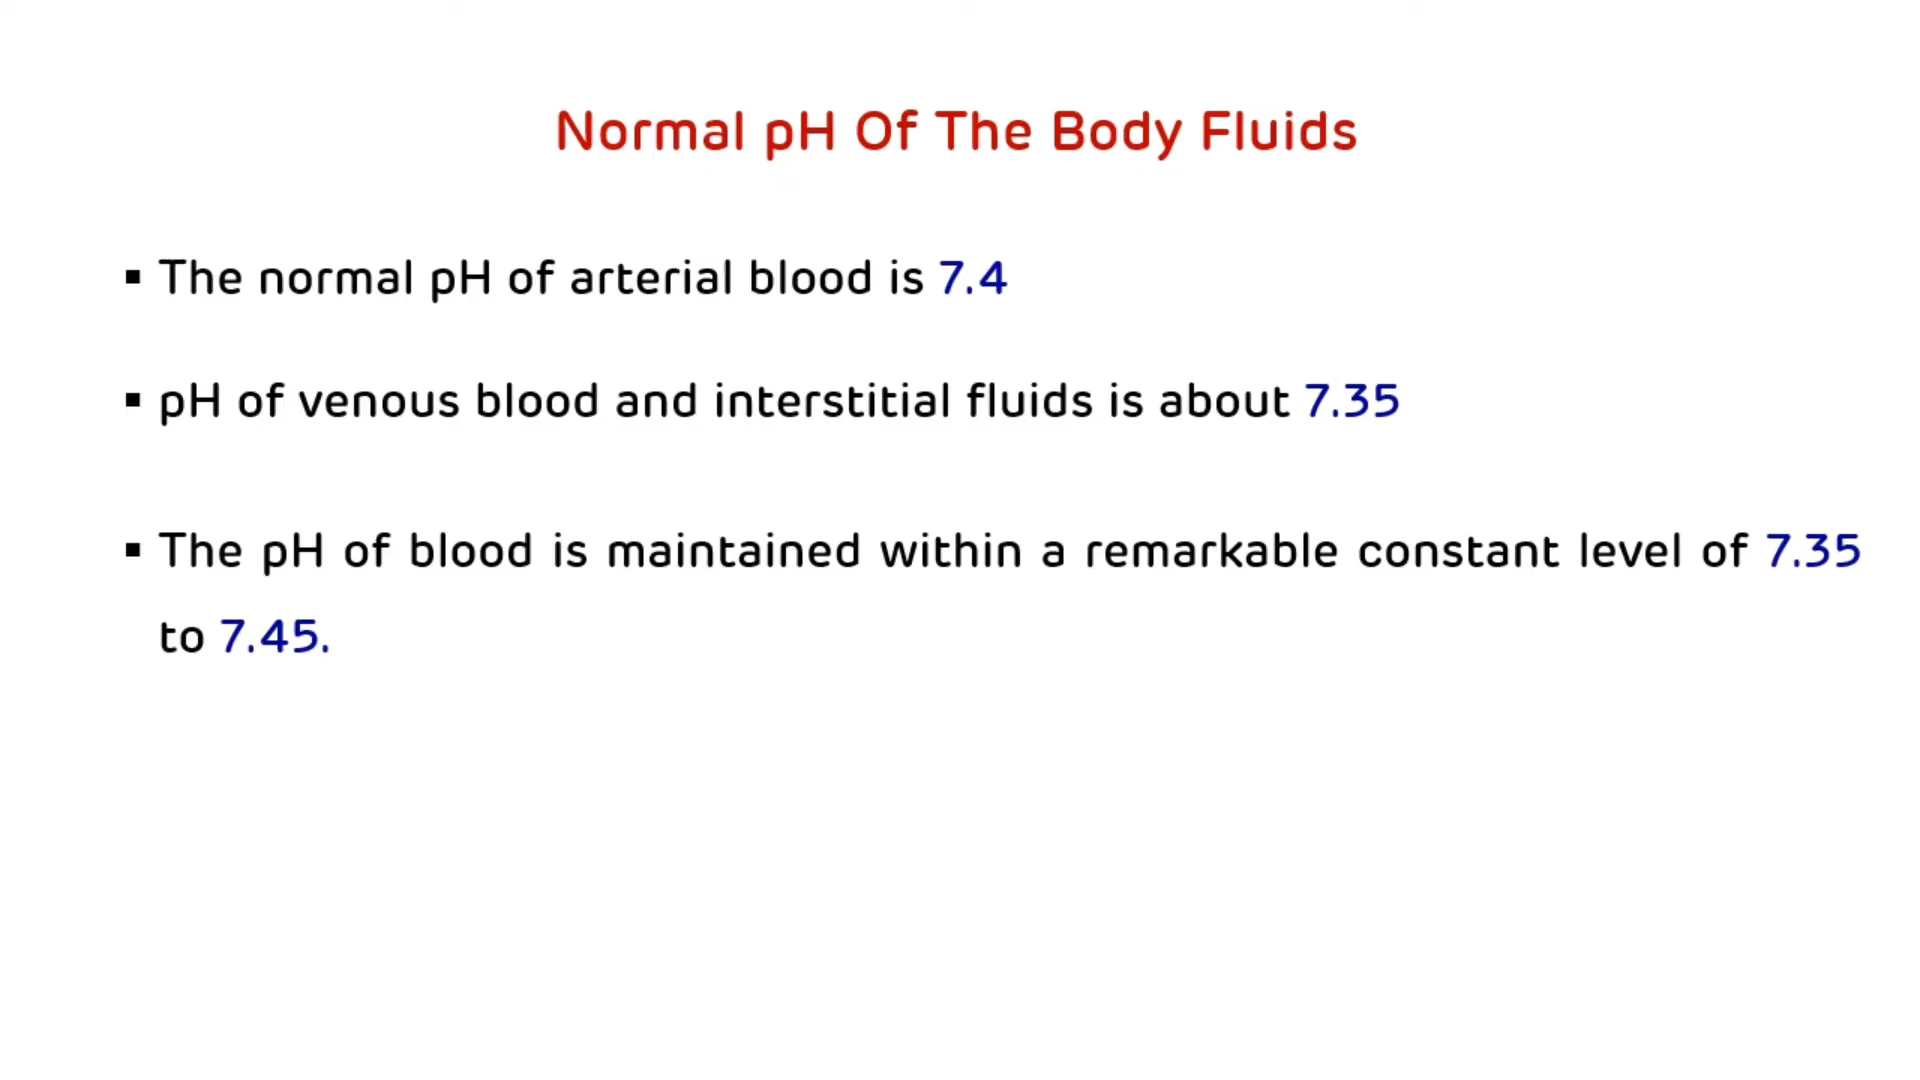 Normal pH Of The Body Fluids
▪ The normal pH of arterial blood is 7.4
▪ pH of venous blood and interstitial fluids is about 7.35
▪ The pH of blood is maintained within a remarkable constant level of 7.35
to 7.45.